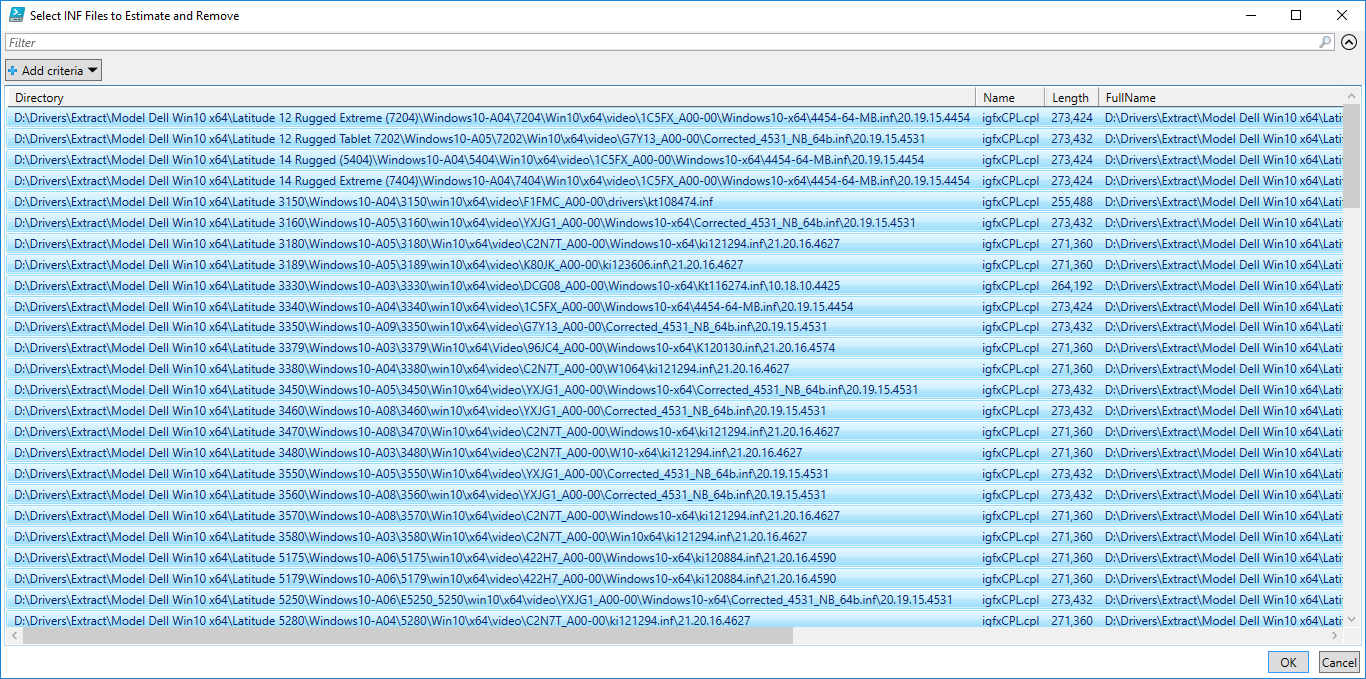 Select INF Files to Estimate and Remove
Filter
Add criteria
Directory Name Length FullName
D:\Drivers\Extract\Model Dell Win10 x64\Latitude 12 Rugged Extreme (7204)\Windows10-A04\7204\Win10\x64\video\1C5FX_A00-00\Windows10-x64\4454-64-MB.inf\20.19.15.4454 igfxCPL.cpl 273,424 D:\Drivers\Extract\Model Dell Win10 x64\Lati
D:\Drivers\Extract\Model Dell Win10 x64\Latitude 12 Rugged Tablet 7202\Windows10-A05\7202\Win10\x64\video\G7Y13_A00-00\Corrected_4531_NB_64b.inf\20.19.15.4531 igfxCPL.cpl 273,432 D:\Drivers\Extract\Model Dell Win10 x64\Lati
D:\Drivers\Extract\Model Dell Win10 x64\Latitude 14 Rugged (5404)\Windows10-A04\5404\Win10\x64\video\1C5FX_A00-00\Windows10-x64\4454-64-MB.inf\20.19.15.4454 igfxCPL.cpl 273,424 D:\Drivers\Extract\Model Dell Win10 x64\Lati
D:\Drivers\Extract\Model Dell Win10 x64\Latitude 14 Rugged Extreme (7404)\Windows10-A04\7404\Win10\x64\video\1C5FX_A00-00\Windows10-x64\4454-64-MB.inf\20.19.15.4454 igfxCPL.cpl 273,424 D:\Drivers\Extract\Model Dell Win10 x64\Lati
D:\Drivers\Extract\Model Dell Win10 x64\Latitude 3150\Windows10-A04\3150\win10\x64\video\F1FMC_A00-00\drivers\kt108474.inf igfxCPL.cpl 255,488 D:\Drivers\Extract\Model Dell Win10 x64\Lati
D:\Drivers\Extract\Model Dell Win10 x64\Latitude 3160\Windows10-A05\3160\win10\x64\video\YXJG1_A00-00\Windows10-x64\Corrected_4531_NB_64b.inf\20.19.15.4531 igfxCPL.cpl 273,432 D:\Drivers\Extract\Model Dell Win10 x64\Lati
D:\Drivers\Extract\Model Dell Win10 x64\Latitude 3180\Windows10-A05\3180\Win10\x64\video\C2N7T_A00-00\Windows10-x64\ki121294.inf\21.20.16.4627 igfxCPL.cpl 271,360 D:\Drivers\Extract\Model Dell Win10 x64\Lati
D:\Drivers\Extract\Model Dell Win10 x64\Latitude 3189\Windows10-A05\3189\win10\x64\video\K80JK_A00-00\ki123606.inf\21.20.16.4627 igfxCPL.cpl 271,360 D:\Drivers\Extract\Model Dell Win10 x64\Lati
D:\Drivers\Extract\Model Dell Win10 x64\Latitude 3330\Windows10-A03\3330\win10\x64\video\DCG08_A00-00\Windows10-x64\Kt116274.inf\10.18.10.4425 igfxCPL.cpl 264,192 D:\Drivers\Extract\Model Dell Win10 x64\Lati
D:\Drivers\Extract\Model Dell Win10 x64\Latitude 3340\Windows10-A04\3340\win10\x64\video\1C5FX_A00-00\Windows10-x64\4454-64-MB.inf\20.19.15.4454 igfxCPL.cpl 273,424 D:\Drivers\Extract\Model Dell Win10 x64\Lati
D:\Drivers\Extract\Model Dell Win10 x64\Latitude 3350\Windows10-A09\3350\win10\x64\video\G7Y13_A00-00\Corrected_4531_NB_64b.inf\20.19.15.4531 igfxCPL.cpl 273,432 D:\Drivers\Extract\Model Dell Win10 x64\Lati
D:\Drivers\Extract\Model Dell Win10 x64\Latitude 3379\Windows10-A03\3379\Win10\x64\Video\96JC4_A00-00\Windows10-x64\K120130.inf\21.20.16.4574 igfxCPL.cpl 271,360 D:\Drivers\Extract\Model Dell Win10 x64\Lati
D:\Drivers\Extract\Model Dell Win10 x64\Latitude 3380\Windows10-A04\3380\win10\x64\video\C2N7T_A00-00\W1064\ki121294.inf\21.20.16.4627 igfxCPL.cpl 271,360 D:\Drivers\Extract\Model Dell Win10 x64\Lati
D:\Drivers\Extract\Model Dell Win10 x64\Latitude 3450\Windows10-A05\3450\win10\x64\video\YXJG1_A00-00\Windows10-x64\Corrected_4531_NB_64b.inf\20.19.15.4531 igfxCPL.cpl 273,432 D:\Drivers\Extract\Model Dell Win10 x64\Lati
D:\Drivers\Extract\Model Dell Win10 x64\Latitude 3460\Windows10-A08\3460\win10\x64\video\YXJG1_A00-00\Corrected_4531_NB_64b.inf\20.19.15.4531 igfxCPL.cpl 273,432 D:\Drivers\Extract\Model Dell Win10 x64\Lati
D:\Drivers\Extract\Model Dell Win10 x64\Latitude 3470\Windows10-A08\3470\Win10\x64\video\C2N7T_A00-00\Windows10-x64\ki121294.inf\21.20.16.4627 igfxCPL.cpl 271,360 D:\Drivers\Extract\Model Dell Win10 x64\Lati
D:\Drivers\Extract\Model Dell Win10 x64\Latitude 3480\Windows10-A03\3480\Win10\x64\video\C2N7T_A00-00\W10-x64\ki121294.inf\21.20.16.4627 igfxCPL.cpl 271,360 D:\Drivers\Extract\Model Dell Win10 x64\Lati
D:\Drivers\Extract\Model Dell Win10 x64\Latitude 3550\Windows10-A05\3550\win10\x64\video\YXJG1_A00-00\Corrected_4531_NB_64b.inf\20.19.15.4531 igfxCPL.cpl 273,432 D:\Drivers\Extract\Model Dell Win10 x64\Lati
D:\Drivers\Extract\Model Dell Win10 x64\Latitude 3560\Windows10-A08\3560\win10\x64\video\YXJG1_A00-00\Corrected_4531_NB_64b.inf\20.19.15.4531 igfxCPL.cpl 273,432 D:\Drivers\Extract\Model Dell Win10 x64\Lati
D:\Drivers\Extract\Model Dell Win10 x64\Latitude 3570\Windows10-A08\3570\Win10\x64\video\C2N7T_A00-00\Windows10-x64\ki121294.inf\21.20.16.4627 igfxCPL.cpl 271,360 D:\Drivers\Extract\Model Dell Win10 x64\Lati
D:\Drivers\Extract\Model Dell Win10 x64\Latitude 3580\Windows10-A03\3580\Win10\x64\video\C2N7T_A00-00\Win10x64\ki121294.inf\21.20.16.4627 igfxCPL.cpl 271,360 D:\Drivers\Extract\Model Dell Win10 x64\Lati
D:\Drivers\Extract\Model Dell Win10 x64\Latitude 5175\Windows10-A06\5175\win10\x64\video\422H7_A00-00\Windows10-x64\ki120884.inf\21.20.16.4590 igfxCPL.cpl 271,360 D:\Drivers\Extract\Model Dell Win10 x64\Lati
D:\Drivers\Extract\Model Dell Win10 x64\Latitude 5179\Windows10-A06\5179\win10\x64\video\422H7_A00-00\Windows10-x64\ki120884.inf\21.20.16.4590 igfxCPL.cpl 271,360 D:\Drivers\Extract\Model Dell Win10 x64\Lati
D:\Drivers\Extract\Model Dell Win10 x64\Latitude 5250\Windows10-A06\E5250_5250\win10\x64\video\YXJG1_A00-00\Windows10-x64\Corrected_4531_NB_64b.inf\20.19.15.4531 igfxCPL.cpl 273,432 D:\Drivers\Extract\Model Dell Win10 x64\Lati
D:\Drivers\Extract\Model Dell Win10 x64\Latitude 5280\Windows10-A04\5280\win10\x64\video\C2N7T_A00-00\ki121294.inf\21.20.16.4627 igfxCPL.cpl 271,360 D:\Drivers\Extract\Model Dell Win10 x64\Lati
OK Cancel